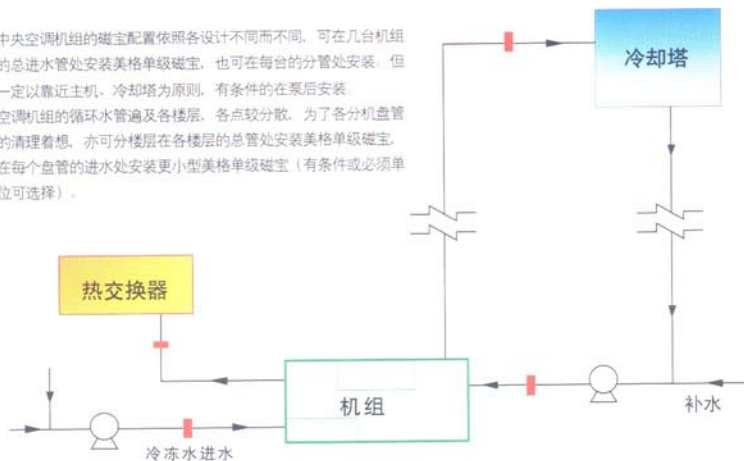 中央空调机组的磁宝配置依照各设计不同而不同，可在几台机组
的总进水管处安装美格单级磁宝，也可在每台的分管处安装。但
一定以靠近主机、冷却塔为原则，有条件的在泵后安装。
空调机组的循环水管遍及各楼层，各点较分散，为了各分机盘管
的清理着想，亦可分楼层在各楼层的总管处安装美格单级磁宝，
在每个盘管的进水处安装更小型美格单级磁宝（有条件或必须单
位可选择）。
冷却塔
热交换器
机组
补水
冷冻水进水